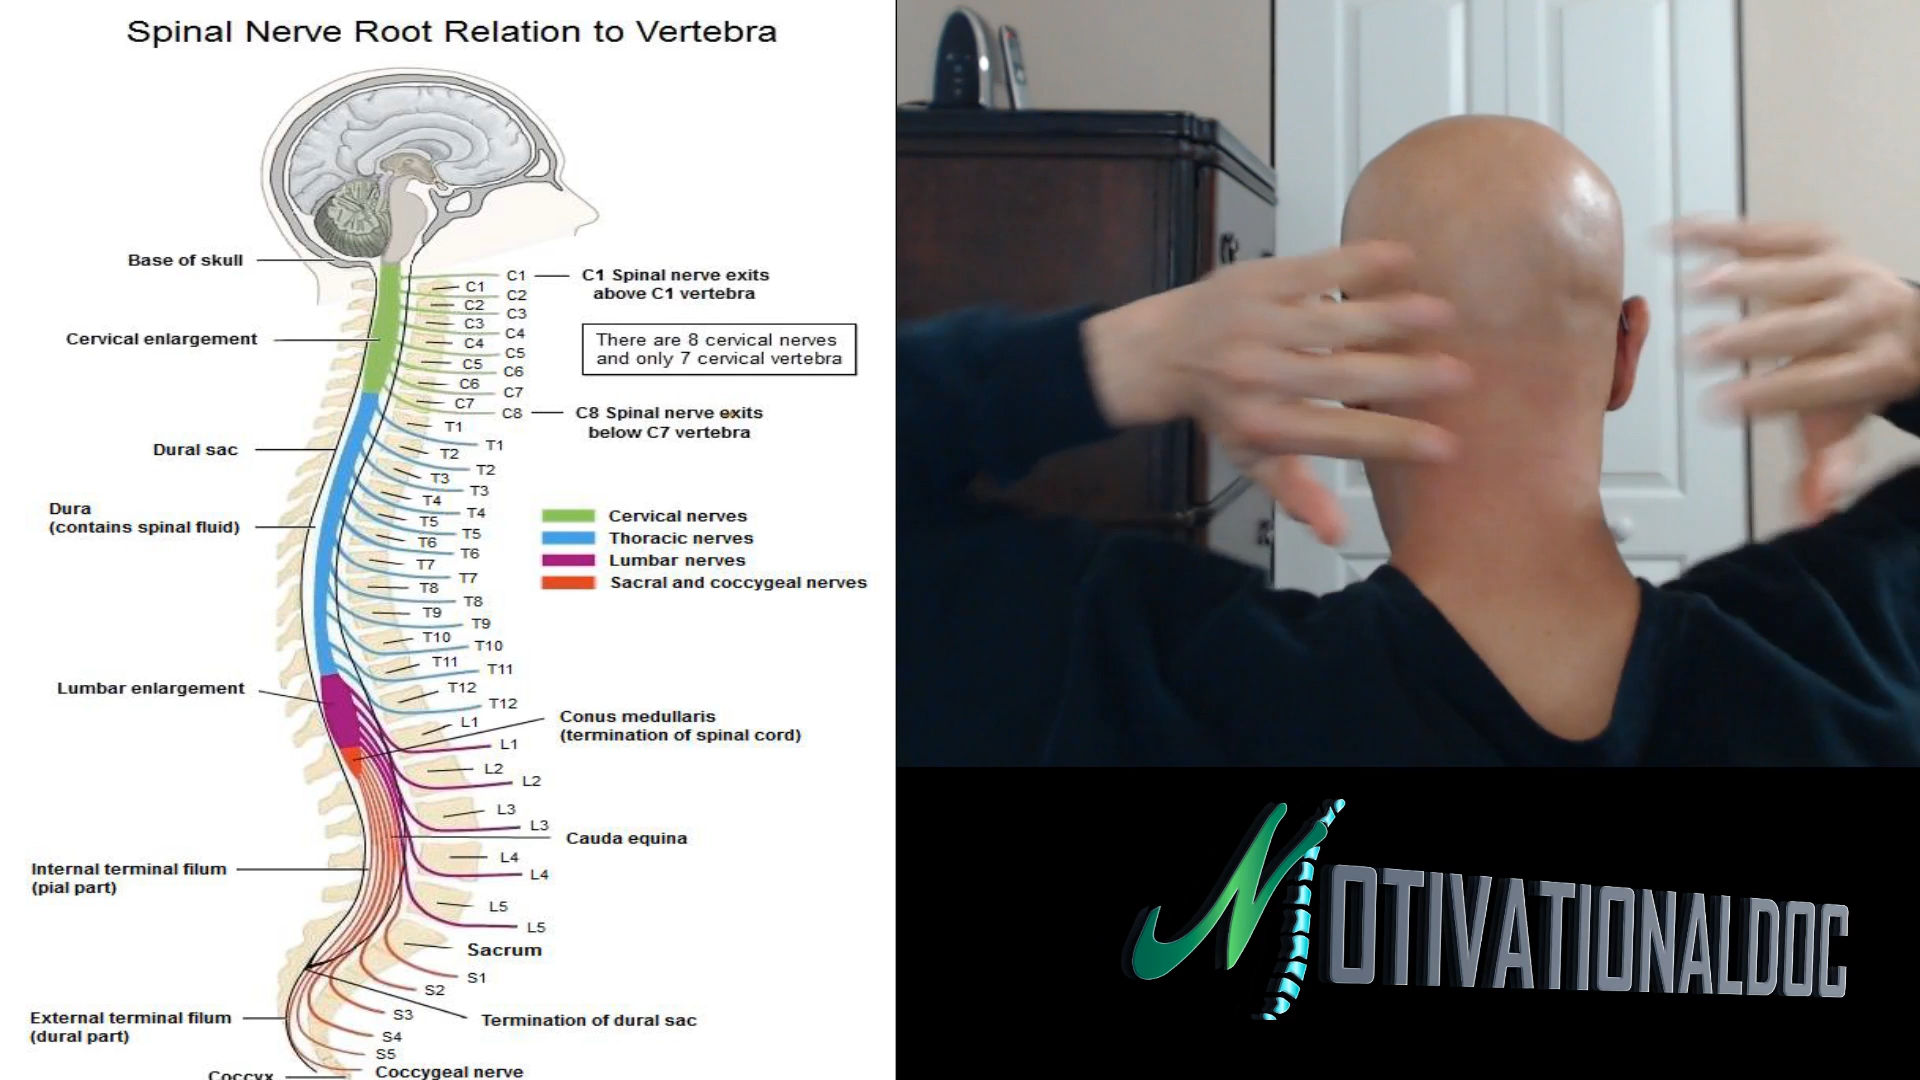 Spinal Nerve Root Relation to Vertebra
Base of skull
Cervical enlargement
Dural sac
Dura
(contains spinal fluid)
Lumbar enlargement
Internal terminal filum
(pial part)
External terminal filum
(dural part)
Coccyx
C1
C2
C3
C4
C5
C6
C7
T1
T2
T3
T4
T5
T6
T7
T8
T9
T10
T11
T12
L1
L2
L3
L4
L5
Sacrum
C1
C2
C3
C4
C5
C6
C7
C8
T1
T2
T3
T4
T5
T6
T7
T8
T9
T10
T11
T12
L1
L2
L3
L4
L5
S1
S2
S3
S4
S5
Coccygeal nerve
C1 Spinal nerve exits
above C1 vertebra
There are 8 cervical nerves
and only 7 cervical vertebra
C8 Spinal nerve exits
below C7 vertebra
Cervical nerves
Thoracic nerves
Lumbar nerves
Sacral and coccygeal nerves
Conus medullaris
(termination of spinal cord)
Cauda equina
Termination of dural sac
MOTIVATIONALDOC